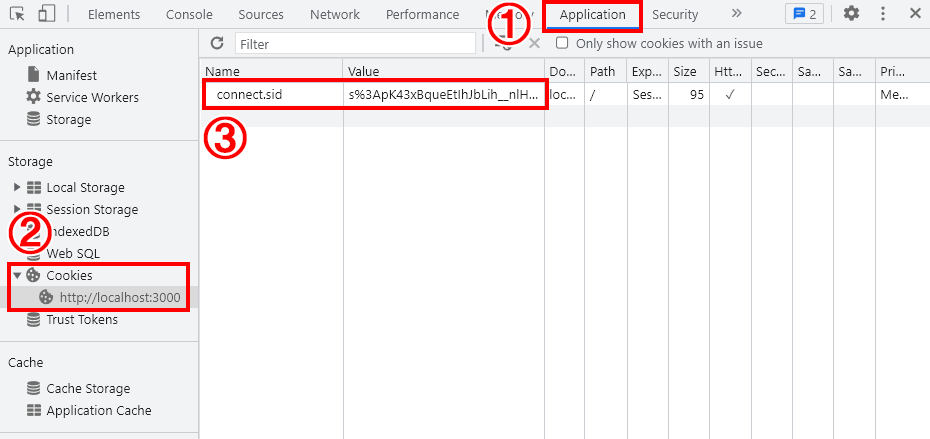 Elements Console Sources Network Performance Application Security » 2
Application
Manifest
Service Workers
Storage
Storage
Local Storage
Session Storage
IndexedDB
Web SQL
Cookies
http://localhost:3000
Trust Tokens
Cache
Cache Storage
Application Cache
①
Filter Only show cookies with an issue
Name Value Do... Path Exp... Size Htt... Sec... Sa... Sa... Pri...
connect.sid s%3ApK43xBqueEtIhJbLih__nlH... loc... / Ses... 95 ✓ Me...
③
②